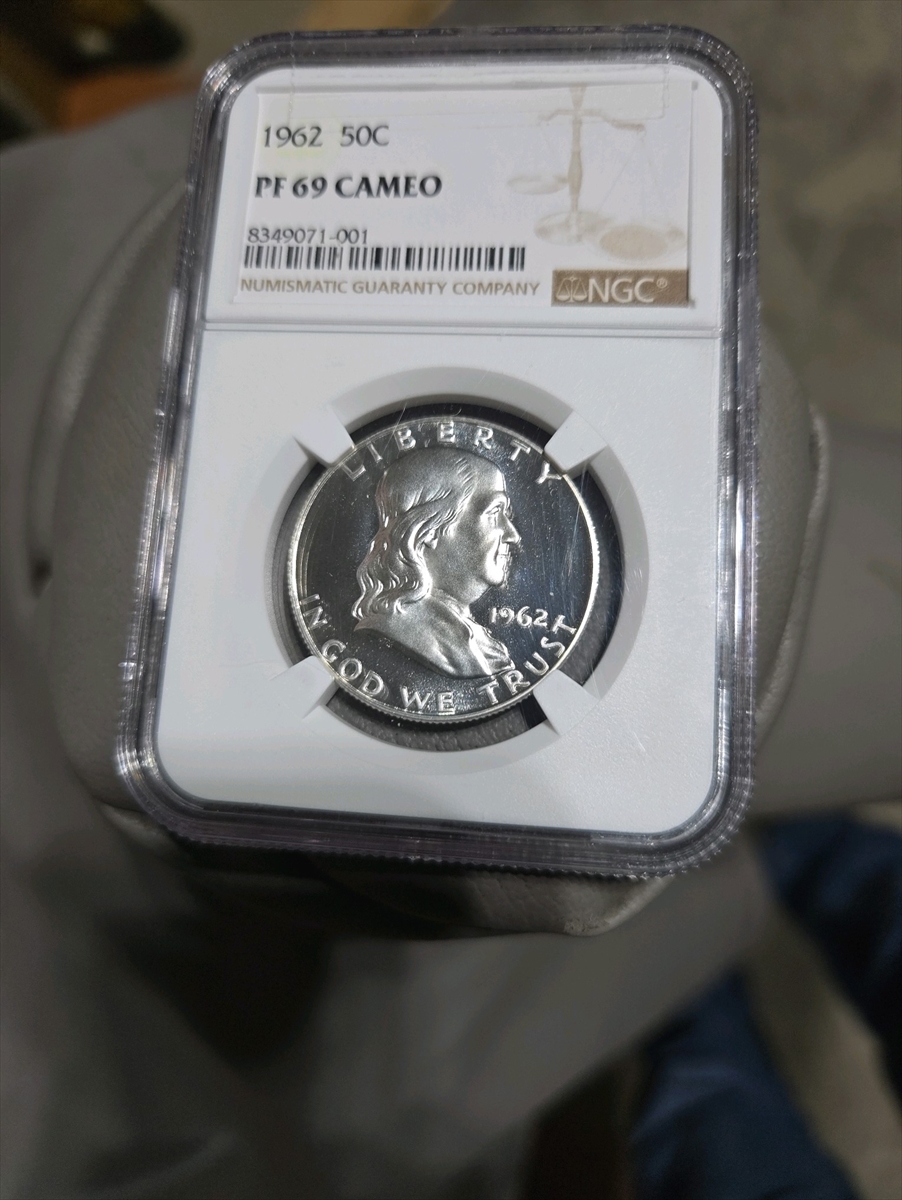 1962 50C
PF 69 CAMEO
8349071-001
NUMISMATIC GUARANTY COMPANY NGC®
LIBERTY
1962
IN GOD WE TRUST